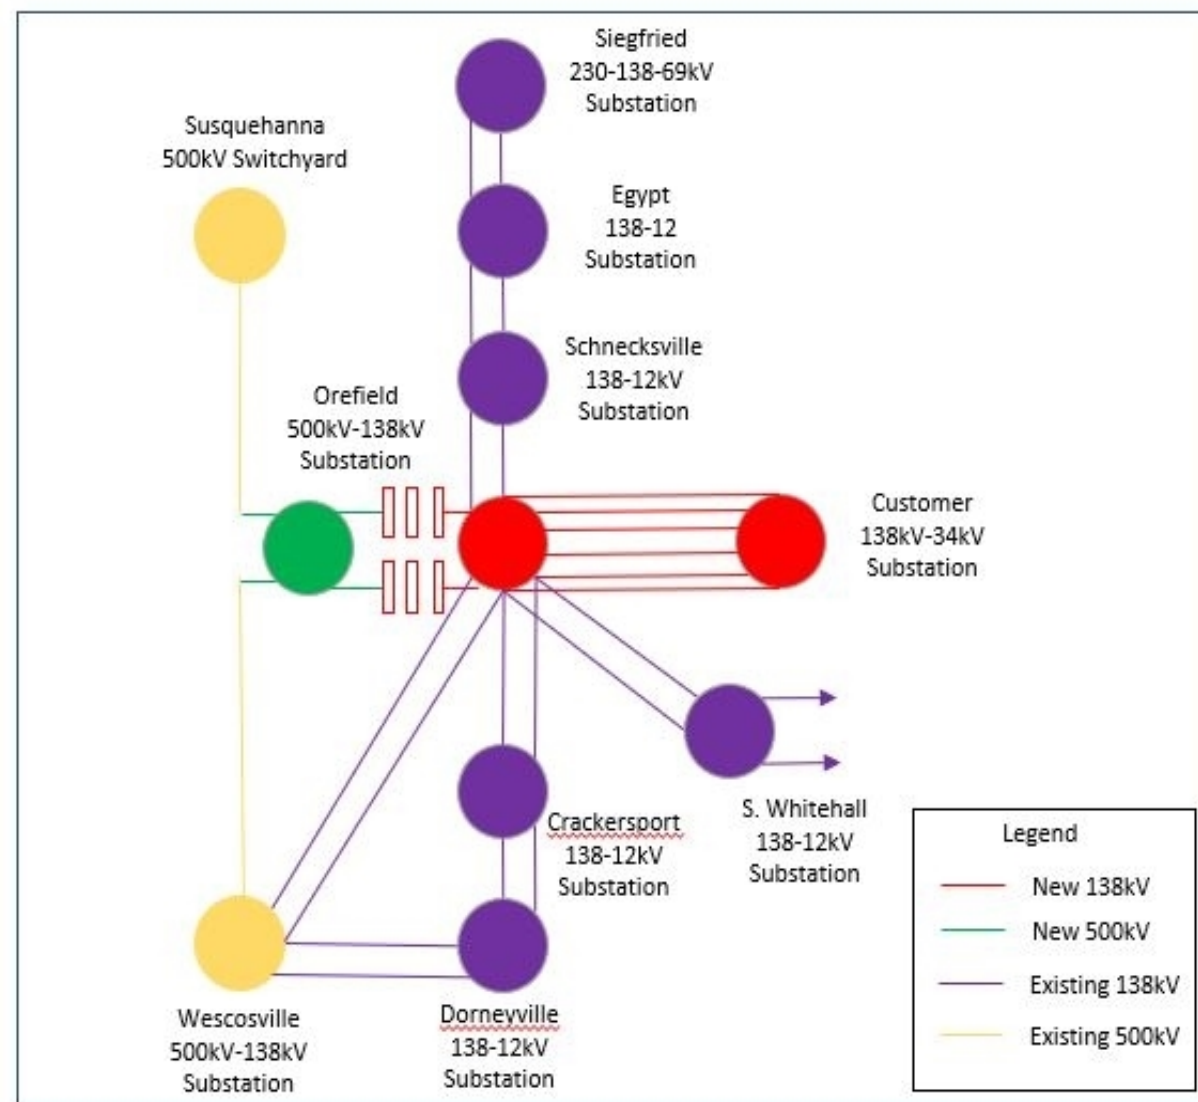 Siegfried
230-138-69kV
Substation
Susquehanna
500kV Switchyard
Egypt
138-12
Substation
Schnecksville
138-12kV
Substation
Orefield
500kV-138kV
Substation
Customer
138kV-34kV
Substation
Crackersport
138-12kV
Substation
S. Whitehall
138-12kV
Substation
Wescosville
500kV-138kV
Substation
Dorneyville
138-12kV
Substation
Legend
New 138kV
New 500kV
Existing 138kV
Existing 500kV